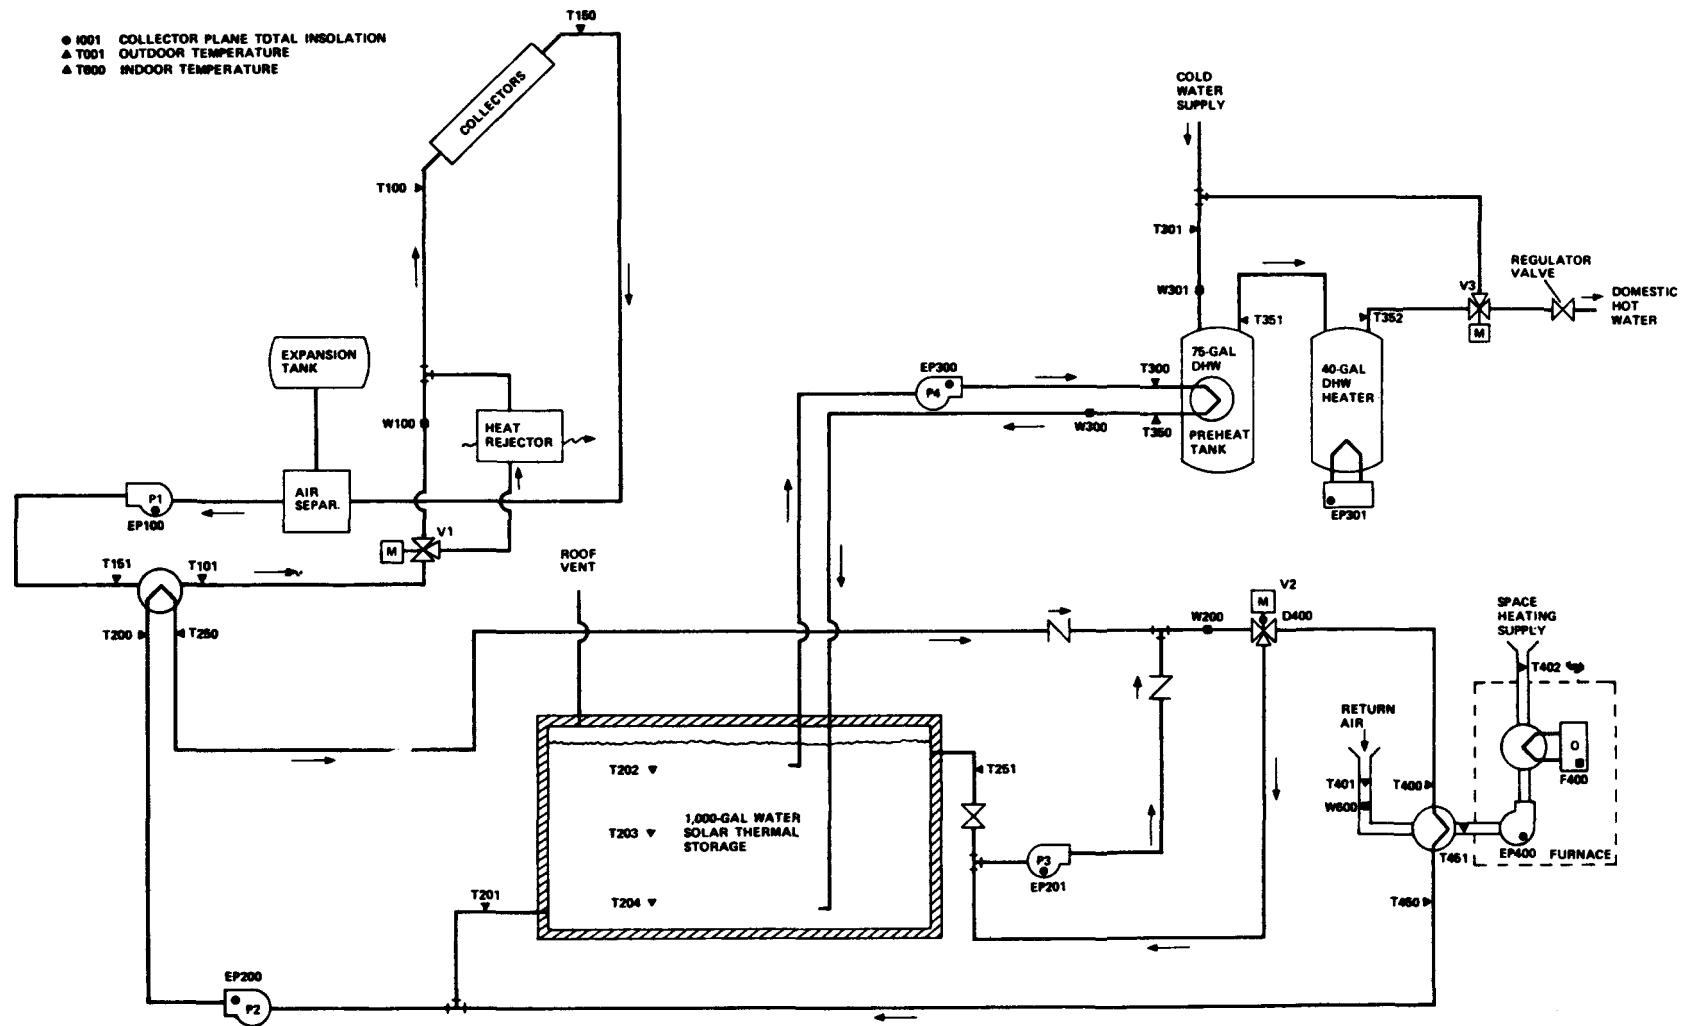 I001 COLLECTOR PLANE TOTAL INSOLATION
T001 OUTDOOR TEMPERATURE
T600 INDOOR TEMPERATURE
T150
COLLECTORS
T100
EXPANSION
TANK
W100
HEAT
REJECTOR
AIR
SEPAR.
P1
EP100
V1
M
T151
T101
T200
T250
ROOF
VENT
COLD
WATER
SUPPLY
T301
W301
T351
REGULATOR
VALVE
V3
M
DOMESTIC
HOT
WATER
T352
75-GAL
DHW
PREHEAT
TANK
40-GAL
DHW
HEATER
EP301
EP300
P4
T300
W300
T350
V2
M
D400
W200
SPACE
HEATING
SUPPLY
T402
RETURN
AIR
T401
W600
T400
T451
T450
O
F400
EP400
FURNACE
T202
T203
T204
1,000-GAL WATER
SOLAR THERMAL
STORAGE
T251
P3
EP201
T201
EP200
P2